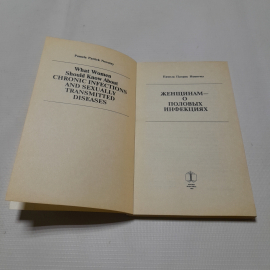 What Women
Should Know About
CHRONIC INFECTIONS
AND SEXUALLY
TRANSMITTED
DISEASES
ЖЕНЩИНАМ—
О
ПОЛОВЫХ
ИНФЕКЦИЯХ